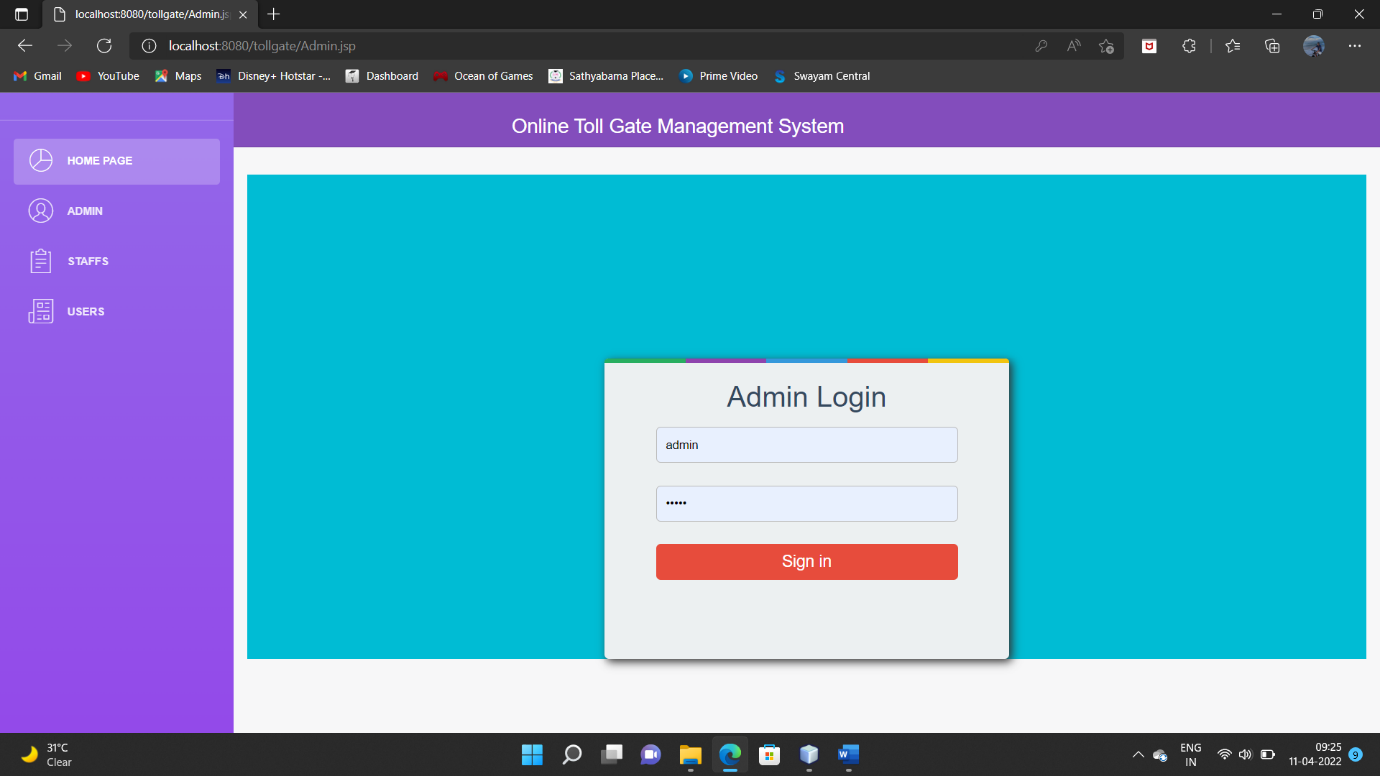 localhost:8080/tollgate/Admin.js
localhost:8080/tollgate/Admin.jsp
Gmail YouTube Maps Disney+ Hotstar -... Dashboard Ocean of Games Sathyabama Place... Prime Video Swayam Central
Online Toll Gate Management System
HOME PAGE
ADMIN
STAFFS
USERS
Admin Login
admin
•••••
Sign in
31°C
Clear
ENG
IN
09:25
11-04-2022
9